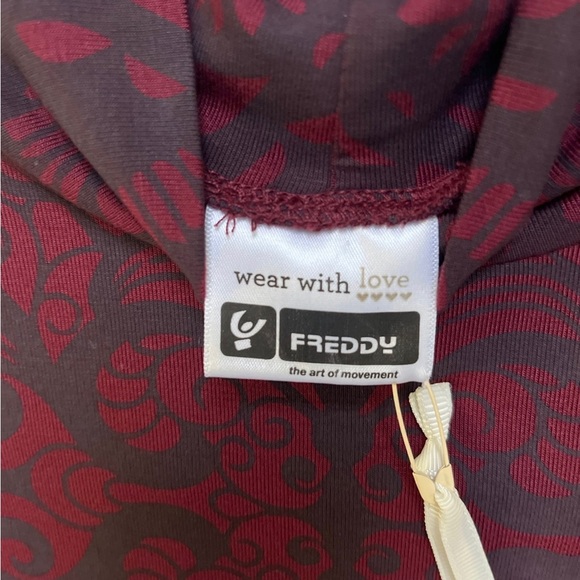 wear with love
FREDDY
the art of movement